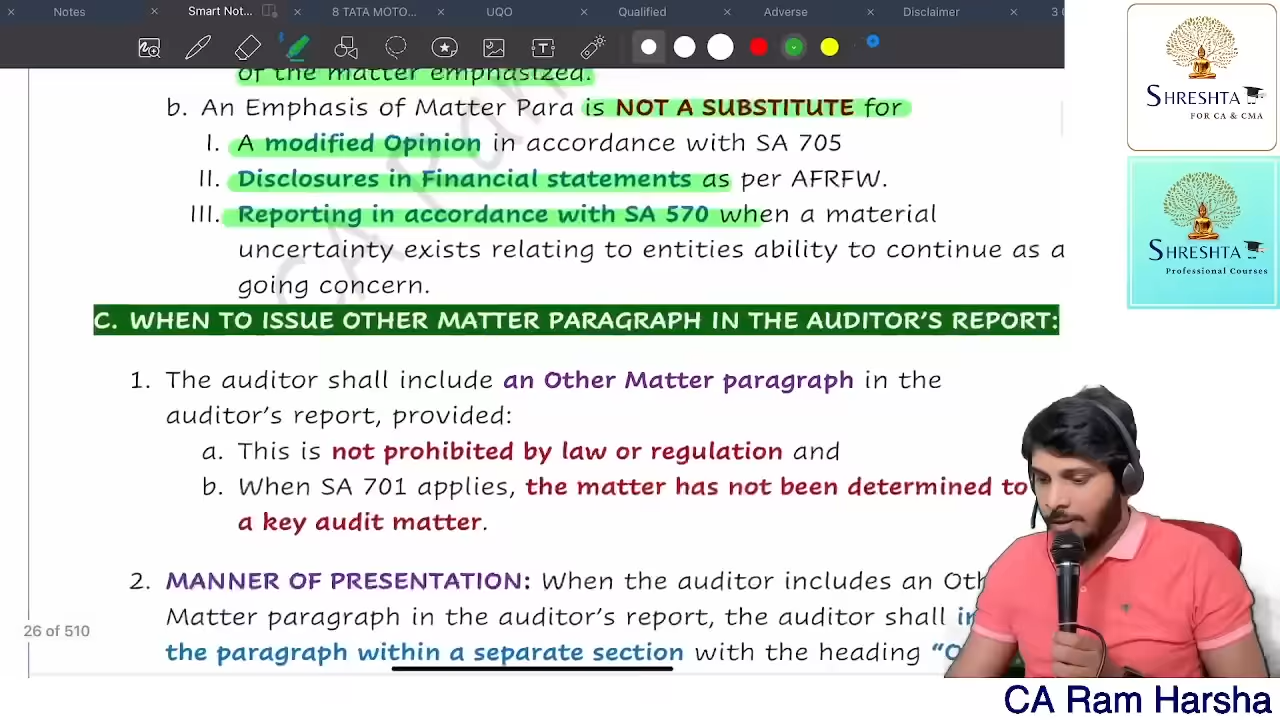 Notes
Smart Not...
8 TATA MOTO...
UQO
Qualified
Adverse
Disclaimer
of the matter emphasized.
b. An Emphasis of Matter Para is NOT A SUBSTITUTE for
I. A modified Opinion in accordance with SA 705
II. Disclosures in Financial statements as per AFRFW.
III. Reporting in accordance with SA 570 when a material
uncertainty exists relating to entities ability to continue as a
going concern.
C. WHEN TO ISSUE OTHER MATTER PARAGRAPH IN THE AUDITOR'S REPORT:
1. The auditor shall include an Other Matter paragraph in the
auditor's report, provided:
a. This is not prohibited by law or regulation and
b. When SA 701 applies, the matter has not been determined to
a key audit matter.
2. MANNER OF PRESENTATION: When the auditor includes an Oth
Matter paragraph in the auditor's report, the auditor shall
the paragraph within a separate section with the heading
26 of 510
CA Ram
SHRESHTA
FOR CA & CMA
SHRESHTA
Professional Courses
CA Ram Harsha